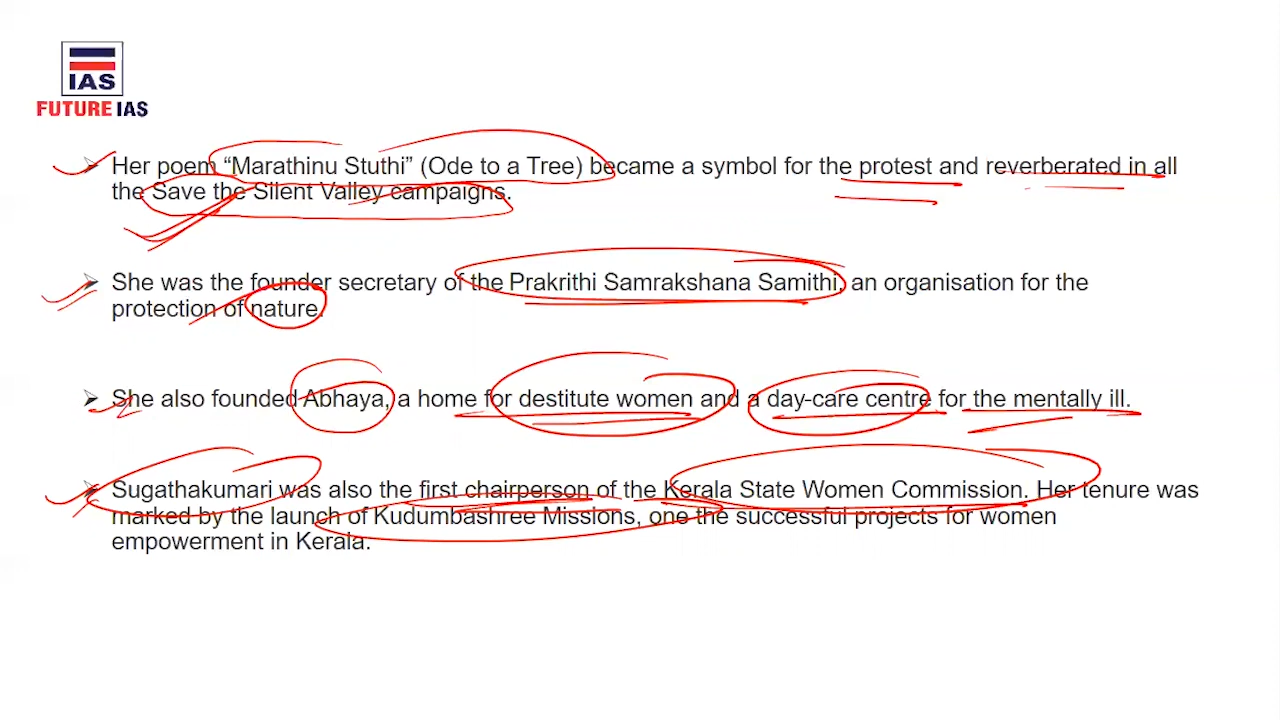 IAS
FUTURE IAS
Her poem “Marathinu Stuthi” (Ode to a Tree) became a symbol for the protest and reverberated in all
the Save the Silent Valley campaigns.
She was the founder secretary of the Prakrithi Samrakshana Samithi, an organisation for the
protection of nature.
She also founded Abhaya, a home for destitute women and a day-care centre for the mentally ill.
Sugathakumari was also the first chairperson of the Kerala State Women Commission. Her tenure was
marked by the launch of Kudumbashree Missions, one the successful projects for women
empowerment in Kerala.